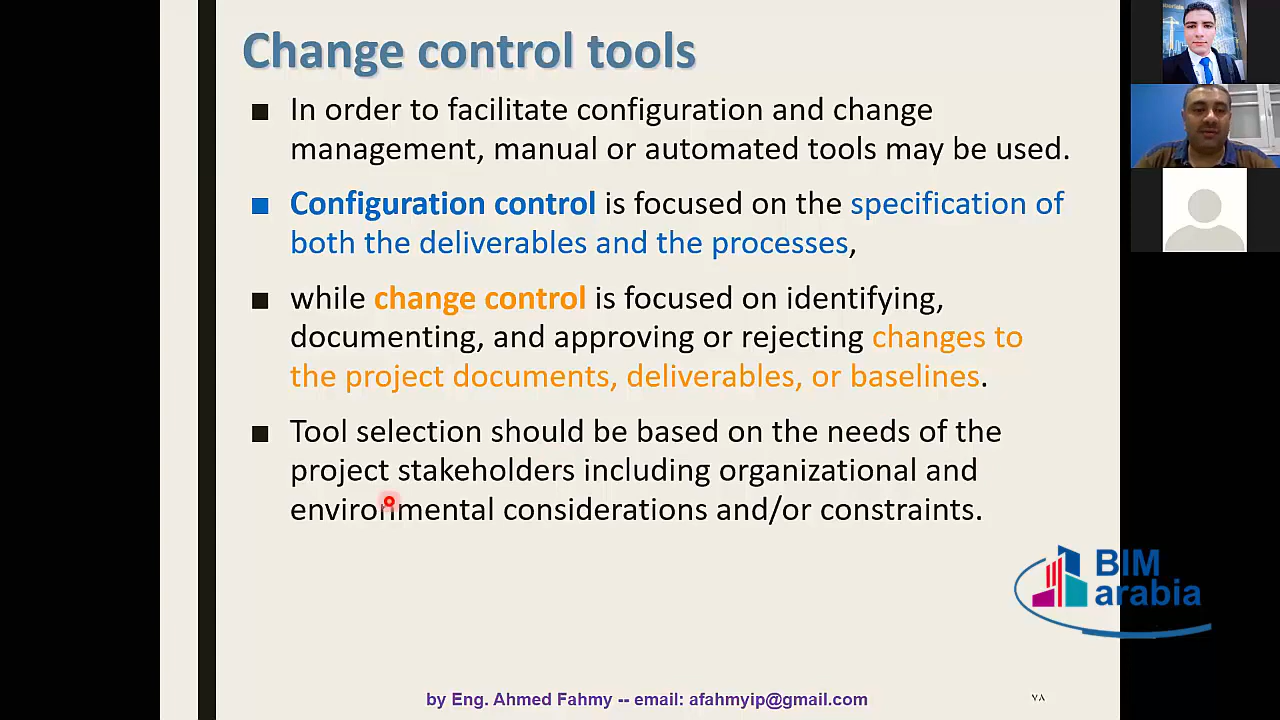 Change control tools
■ In order to facilitate configuration and change
management, manual or automated tools may be used.
■ Configuration control is focused on the specification of
both the deliverables and the processes,
■ while change control is focused on identifying,
documenting, and approving or rejecting changes to
the project documents, deliverables, or baselines.
■ Tool selection should be based on the needs of the
project stakeholders including organizational and
environmental considerations and/or constraints.
BIM
arabia
by Eng. Ahmed Fahmy -- email: afahmyip@gmail.com
٧٨